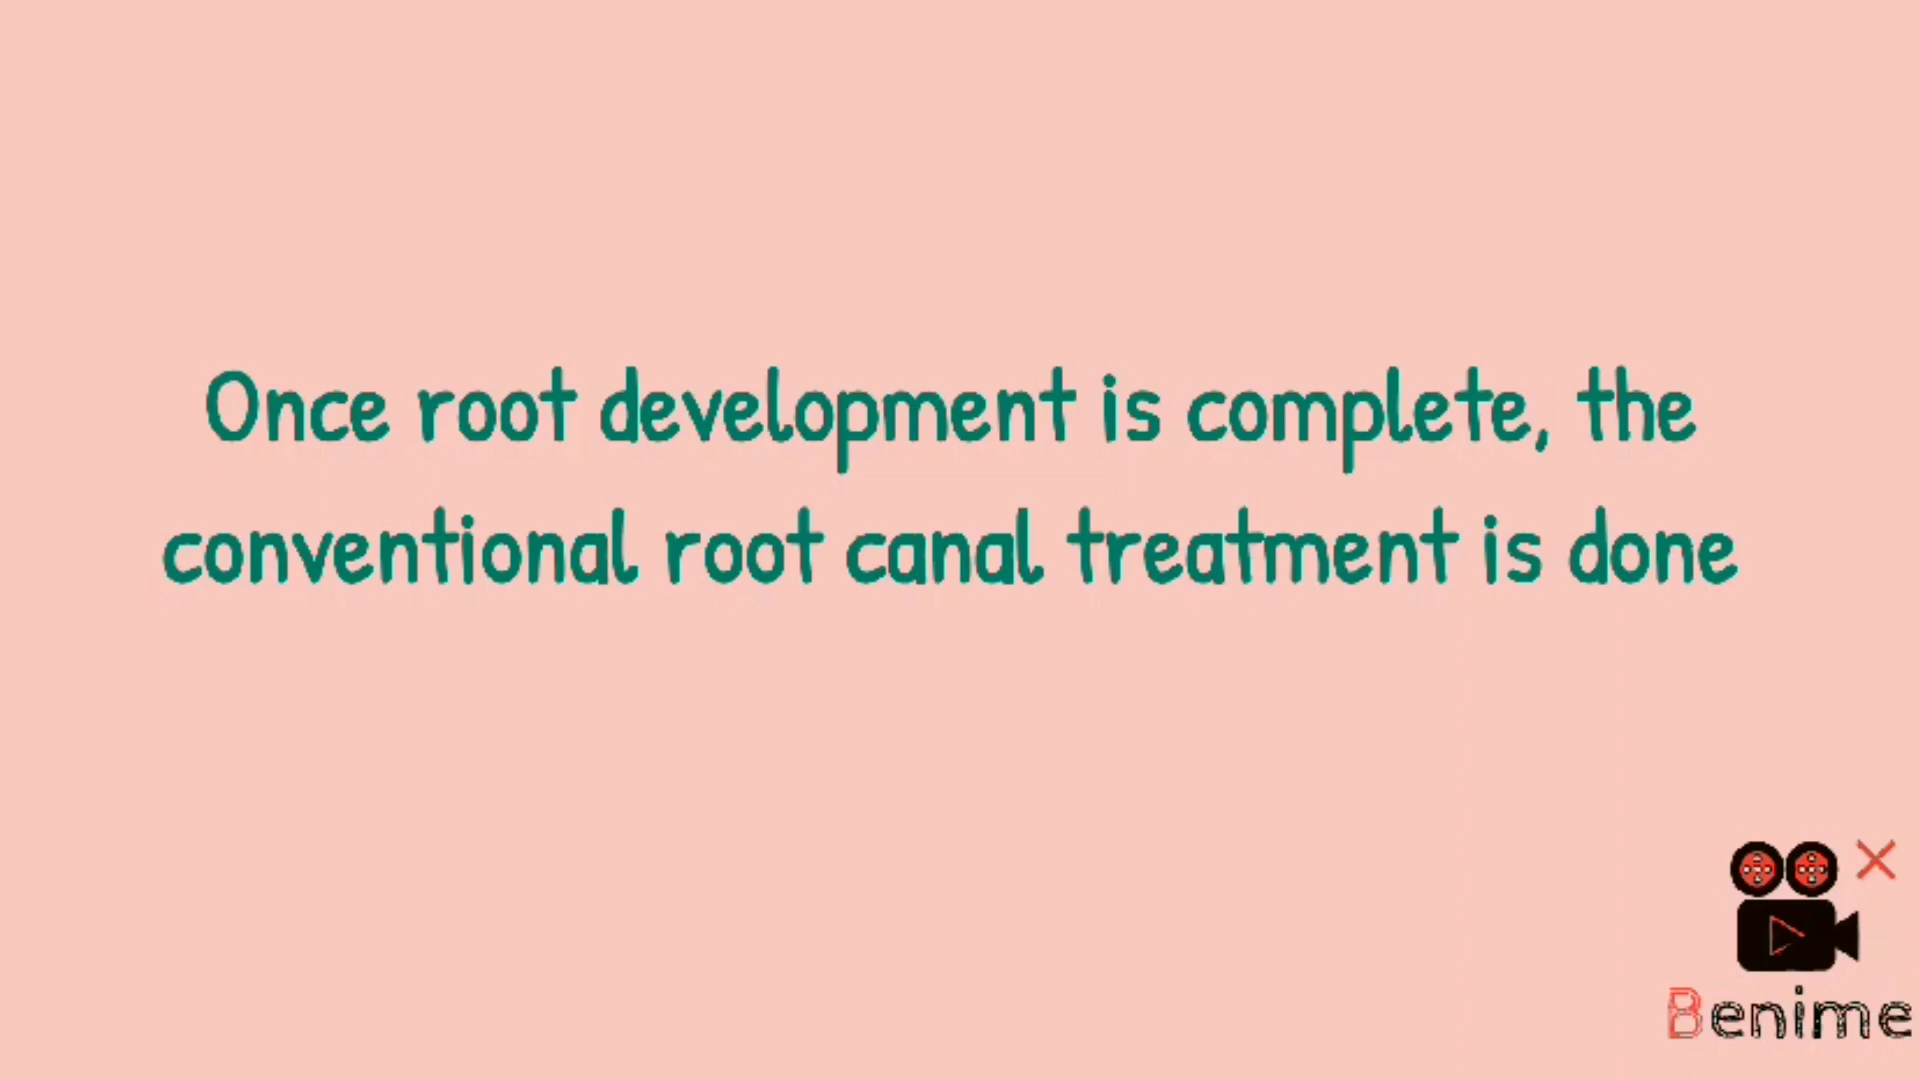 Once root development is complete, the
conventional root canal treatment is done
Benime